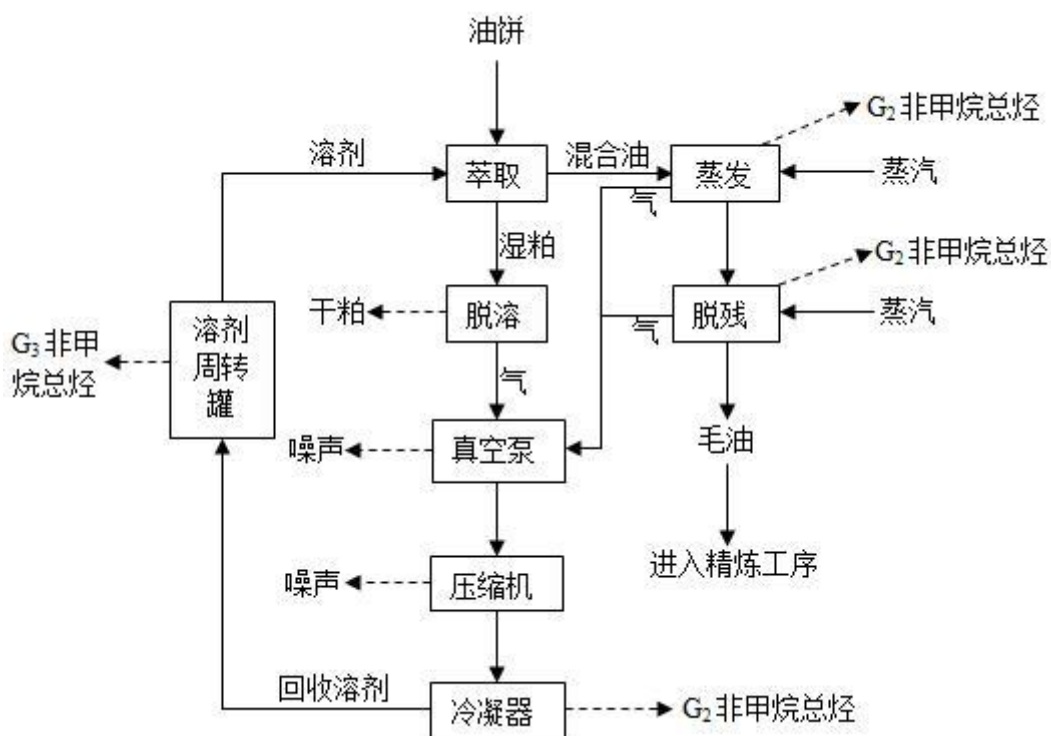 油饼
G₂非甲烷总烃
溶剂
萃取
混合油
蒸发
蒸汽
气
湿粕
G₂非甲烷总烃
干粕
脱溶
气
脱残
蒸汽
G₃非甲
烷总烃
溶剂
周转
罐
气
噪声
真空泵
毛油
噪声
压缩机
进入精炼工序
回收溶剂
冷凝器
G₂非甲烷总烃